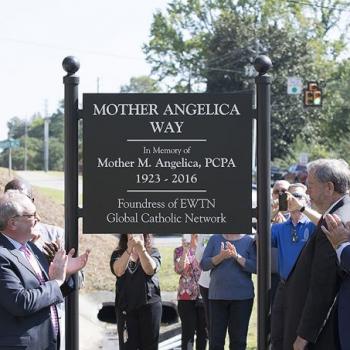 MOTHER ANGELICA
WAY
In Memory of
Mother M. Angelica, PCPA
1923 - 2016
Foundress of EWTN
Global Catholic Network